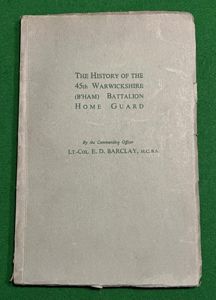 THE HISTORY OF THE
45th WARWICKSHIRE
(B'HAM) BATTALION
HOME GUARD
By the Commanding Officer
LT.-COL. E. D. BARCLAY, M.C. B.A.